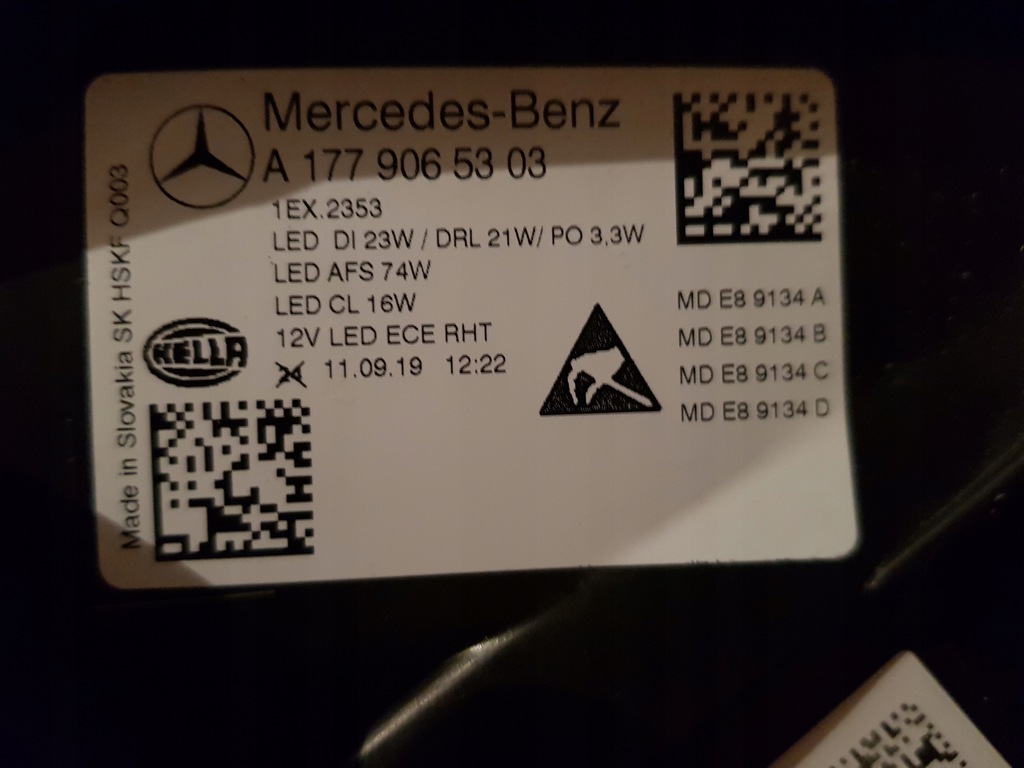 Mercedes-Benz
A 177 906 53 03
1EX.2353
LED DI 23W / DRL 21W/ PO 3,3W
LED AFS 74W
LED CL 16W
12V LED ECE RHT
11.09.19 12:22
HELLA
MD E8 9134 A
MD E8 9134 B
MD E8 9134 C
MD E8 9134 D
Made in Slovakia SK HSKF Q003